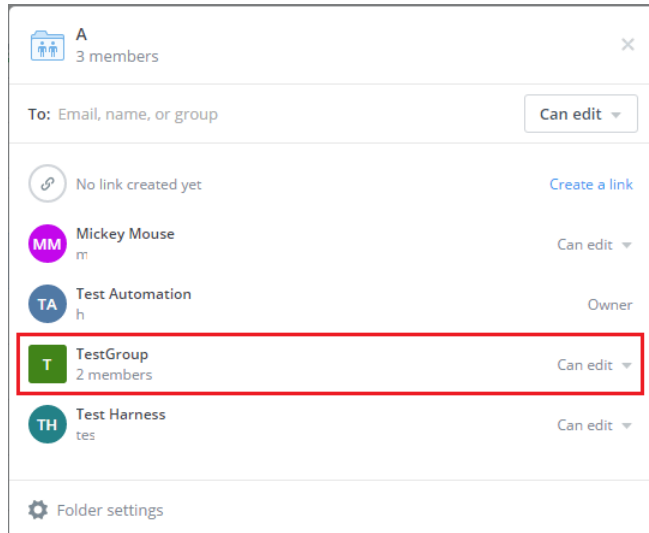 A
3 members
To: Email, name, or group
Can edit
No link created yet
Create a link
MM
Mickey Mouse
m
Can edit
TA
Test Automation
h
Owner
T
TestGroup
2 members
Can edit
TH
Test Harness
tes
Can edit
Folder settings